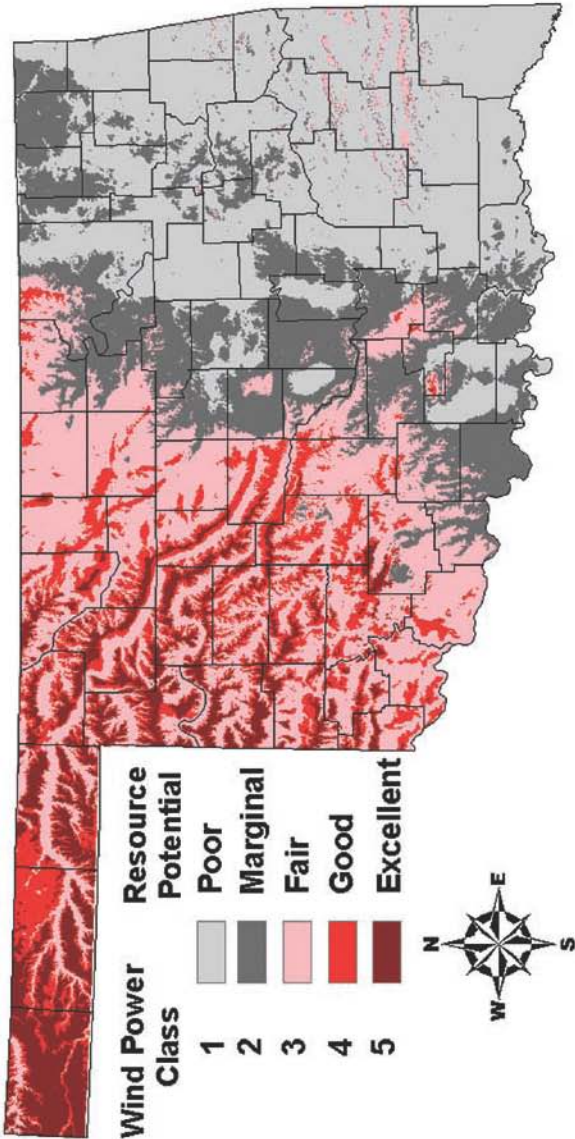 Wind Power Resource
Class Potential
1 Poor
2 Marginal
3 Fair
4 Good
5 Excellent
N
W E
S